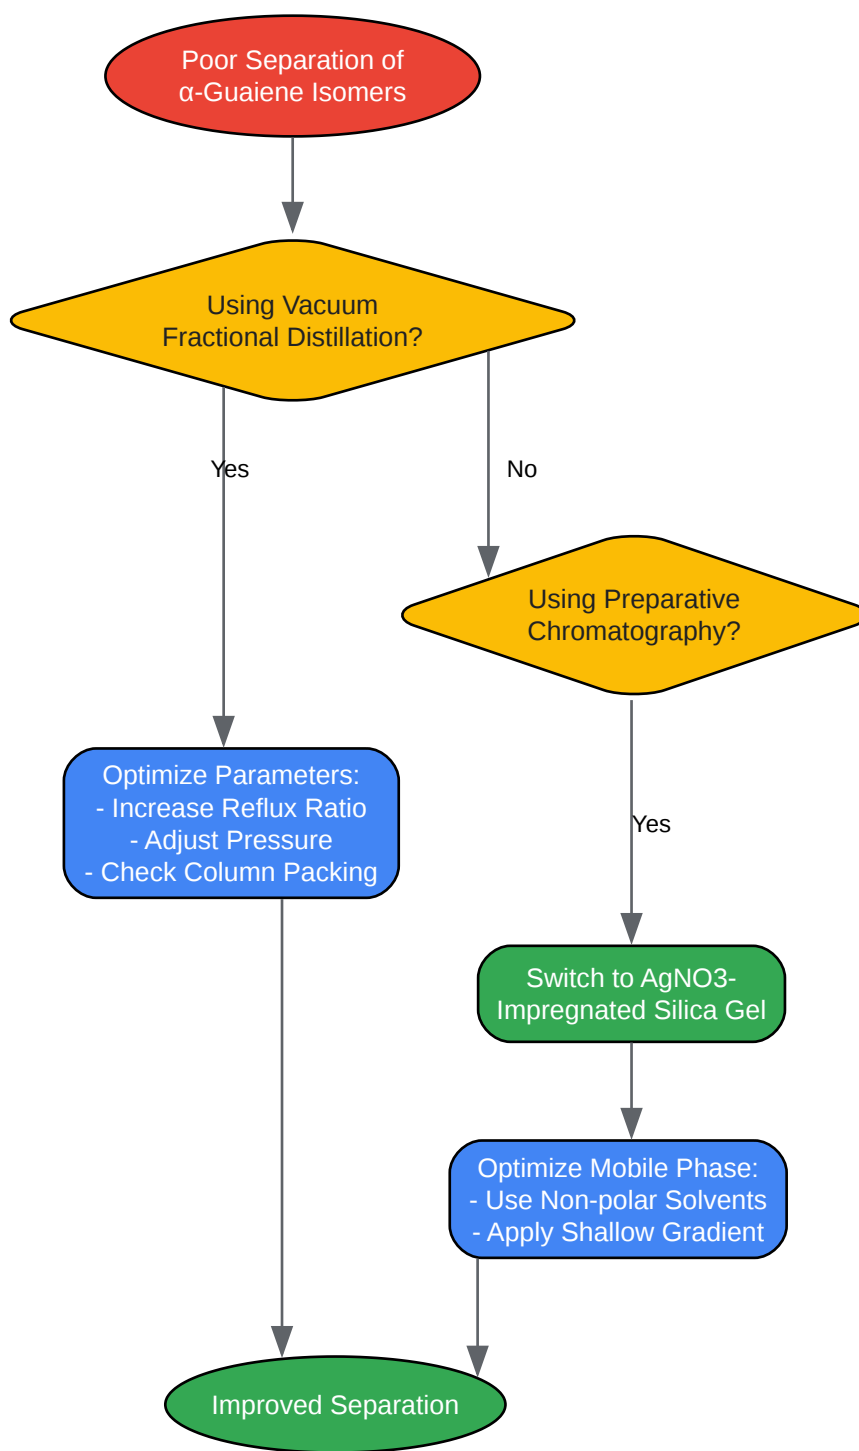 Poor Separation of
α-Guaiene Isomers
Using Vacuum
Fractional Distillation?
Yes
No
Using Preparative
Chromatography?
Optimize Parameters:
- Increase Reflux Ratio
- Adjust Pressure
- Check Column Packing
Yes
Switch to AgNO3-
Impregnated Silica Gel
Optimize Mobile Phase:
- Use Non-polar Solvents
- Apply Shallow Gradient
Improved Separation